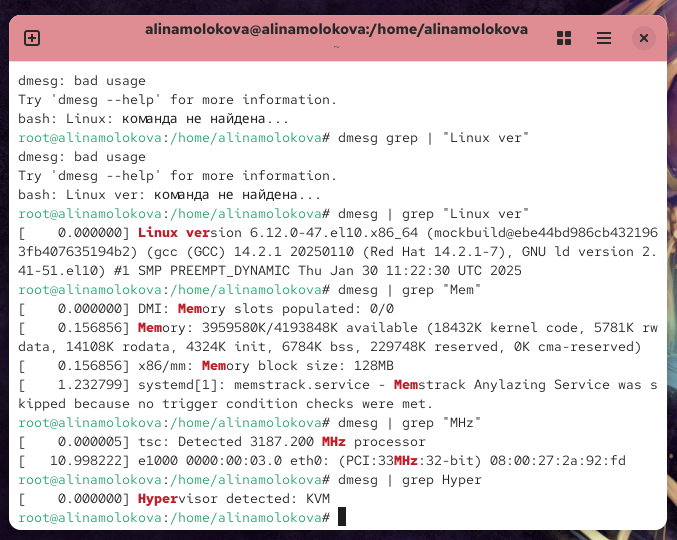 alinamolokova@alinamolokova:/home/alinamolokova
~
dmesg: bad usage
Try 'dmesg --help' for more information.
bash: Linux: команда не найдена...
root@alinamolokova:/home/alinamolokova# dmesg grep | "Linux ver"
dmesg: bad usage
Try 'dmesg --help' for more information.
bash: Linux ver: команда не найдена...
root@alinamolokova:/home/alinamolokova# dmesg | grep "Linux ver"
[    0.000000] Linux version 6.12.0-47.el10.x86_64 (mockbuild@ebe44bd986cb432196
3fb407635194b2) (gcc (GCC) 14.2.1 20250110 (Red Hat 14.2.1-7), GNU ld version 2.
41-51.el10) #1 SMP PREEMPT_DYNAMIC Thu Jan 30 11:22:30 UTC 2025
root@alinamolokova:/home/alinamolokova# dmesg | grep "Mem"
[    0.000000] DMI: Memory slots populated: 0/0
[    0.156856] Memory: 3959580K/4193848K available (18432K kernel code, 5781K rw
data, 14108K rodata, 4324K init, 6784K bss, 229748K reserved, 0K cma-reserved)
[    0.156856] x86/mm: Memory block size: 128MB
[    1.232799] systemd[1]: memstrack.service - Memstrack Anylazing Service was s
kipped because no trigger condition checks were met.
root@alinamolokova:/home/alinamolokova# dmesg | grep "MHz"
[    0.000005] tsc: Detected 3187.200 MHz processor
[   10.998222] e1000 0000:00:03.0 eth0: (PCI:33MHz:32-bit) 08:00:27:2a:92:fd
root@alinamolokova:/home/alinamolokova# dmesg | grep Hyper
[    0.000000] Hypervisor detected: KVM
root@alinamolokova:/home/alinamolokova#